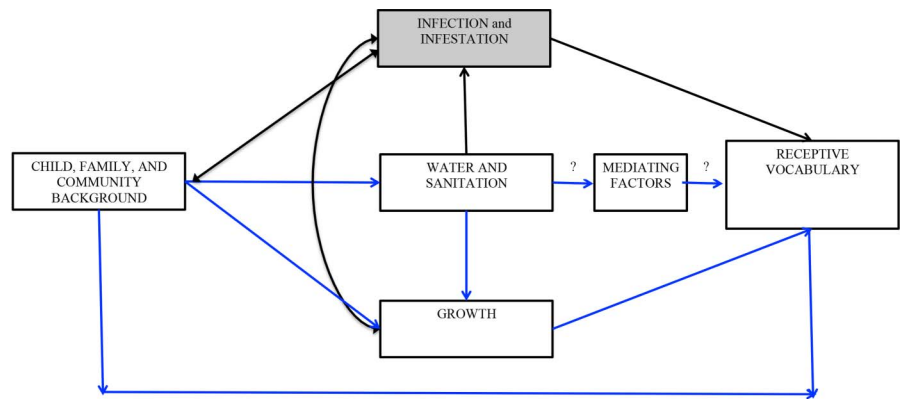 INFECTION and
INFESTATION
CHILD, FAMILY, AND
COMMUNITY
BACKGROUND
WATER AND
SANITATION
?
MEDIATING
FACTORS
?
RECEPTIVE
VOCABULARY
GROWTH